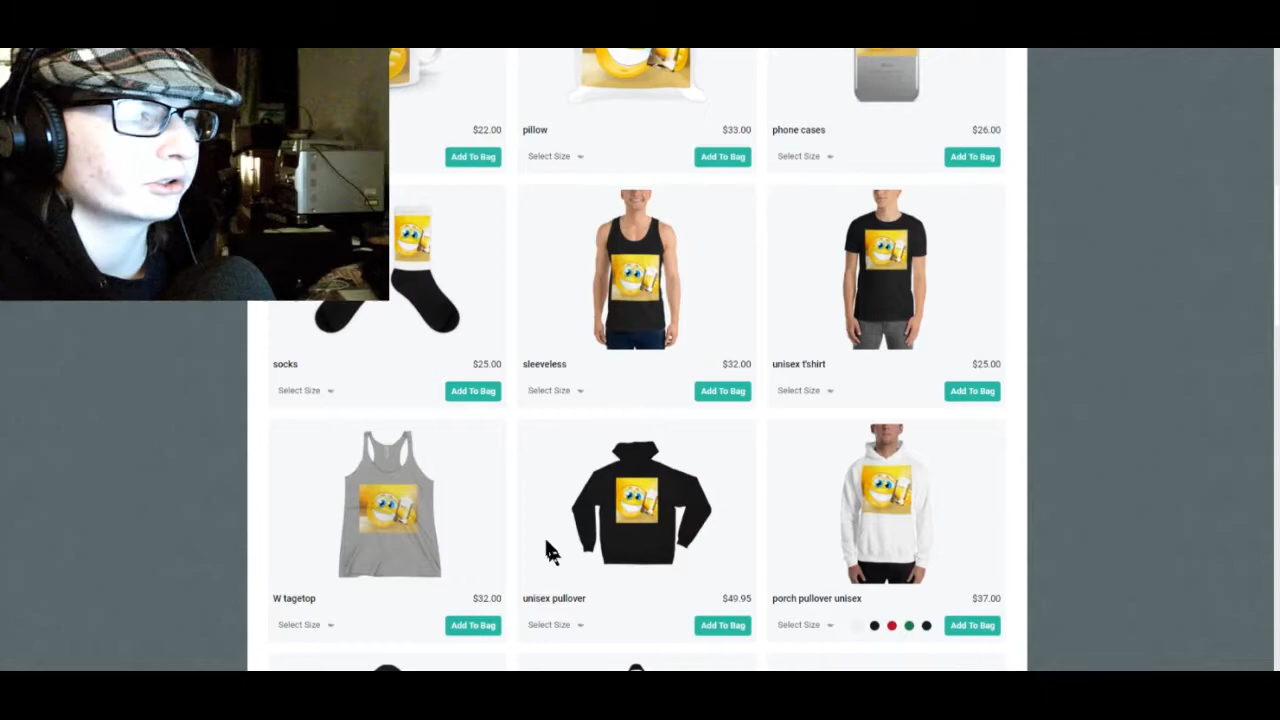 $22.00
Add To Bag
pillow $33.00
Select Size Add To Bag
phone cases $26.00
Select Size Add To Bag
socks $25.00
Select Size Add To Bag
sleeveless $32.00
Select Size Add To Bag
unisex t'shirt $25.00
Select Size Add To Bag
W tagetop $32.00
Select Size Add To Bag
unisex pullover $49.95
Select Size Add To Bag
porch pullover unisex $37.00
Select Size Add To Bag